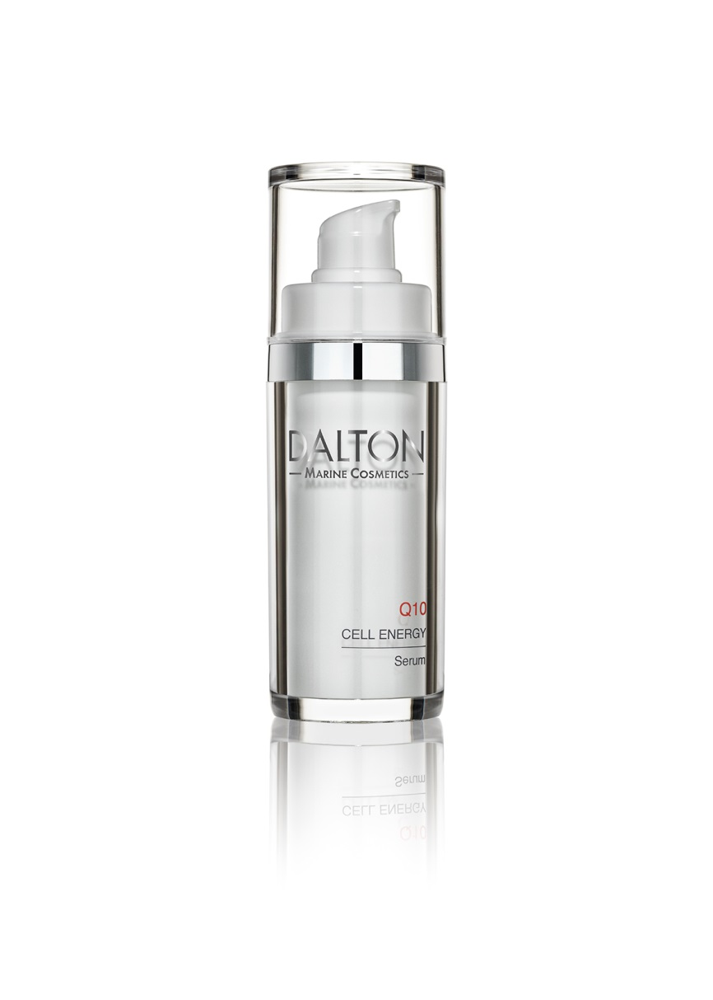 DALTON
MARINE COSMETICS
Q10
CELL ENERGY
Serum